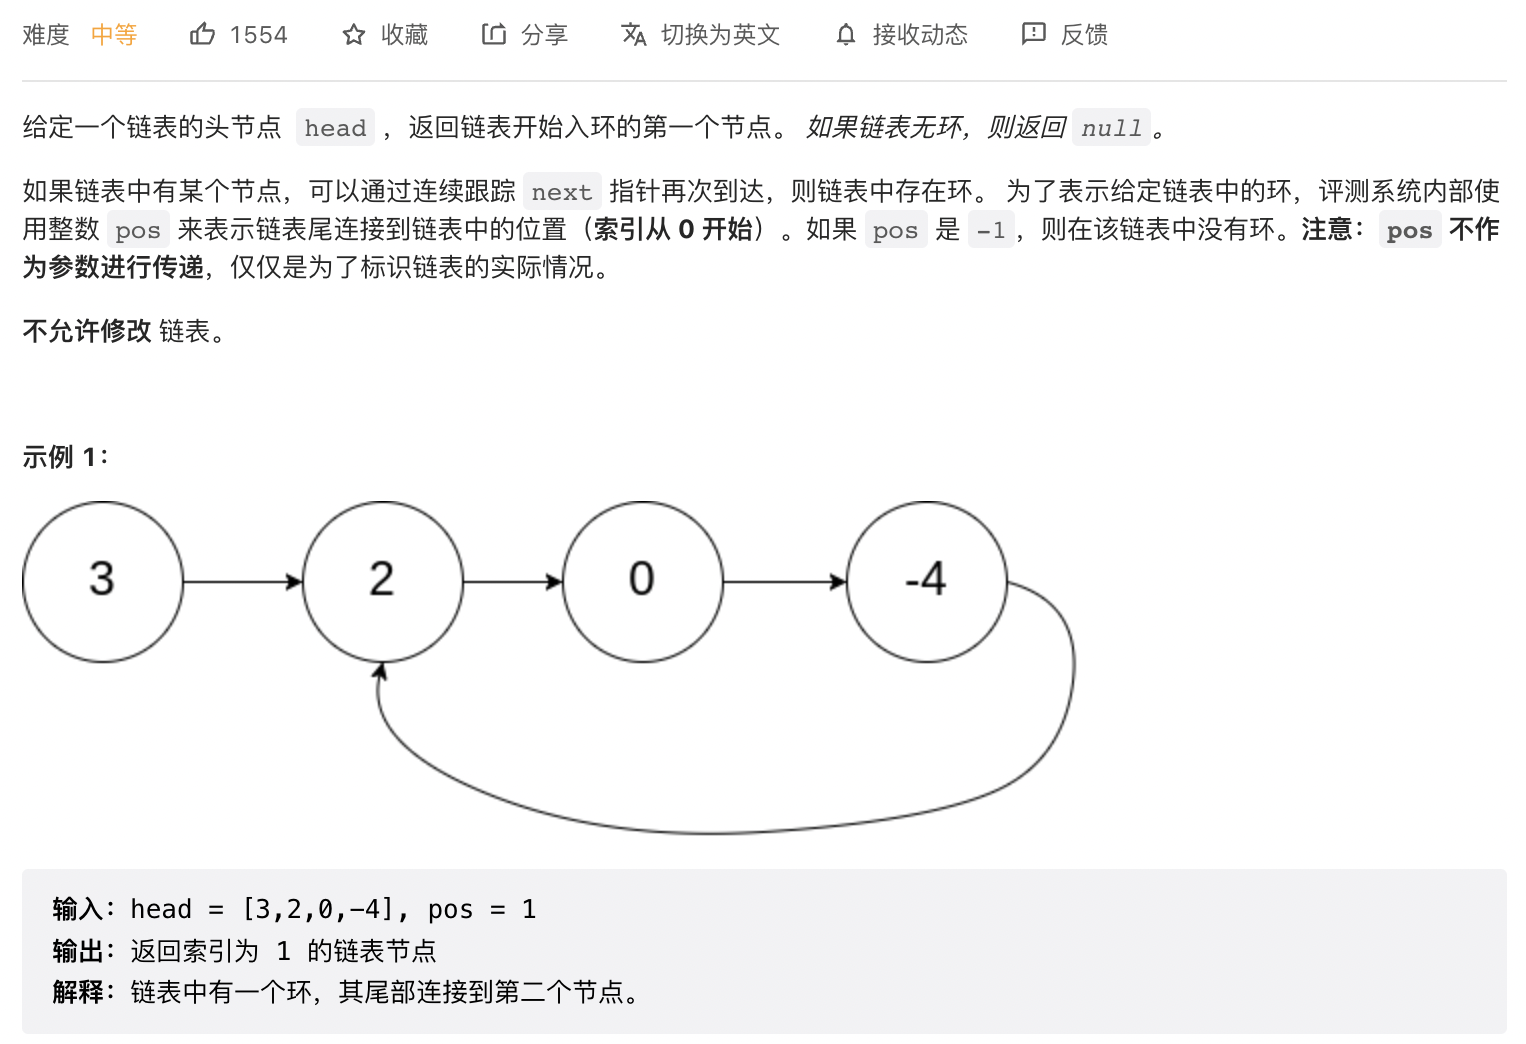 难度 中等 1554 收藏 分享 切换为英文 接收动态 反馈
给定一个链表的头节点 head ，返回链表开始入环的第一个节点。 如果链表无环，则返回 null。
如果链表中有某个节点，可以通过连续跟踪 next 指针再次到达，则链表中存在环。 为了表示给定链表中的环，评测系统内部使
用整数 pos 来表示链表尾连接到链表中的位置（索引从 0 开始）。如果 pos 是 -1，则在该链表中没有环。注意：pos 不作
为参数进行传递，仅仅是为了标识链表的实际情况。
不允许修改 链表。
示例 1：
3 2 0 -4
输入：head = [3,2,0,-4], pos = 1
输出：返回索引为 1 的链表节点
解释：链表中有一个环，其尾部连接到第二个节点。